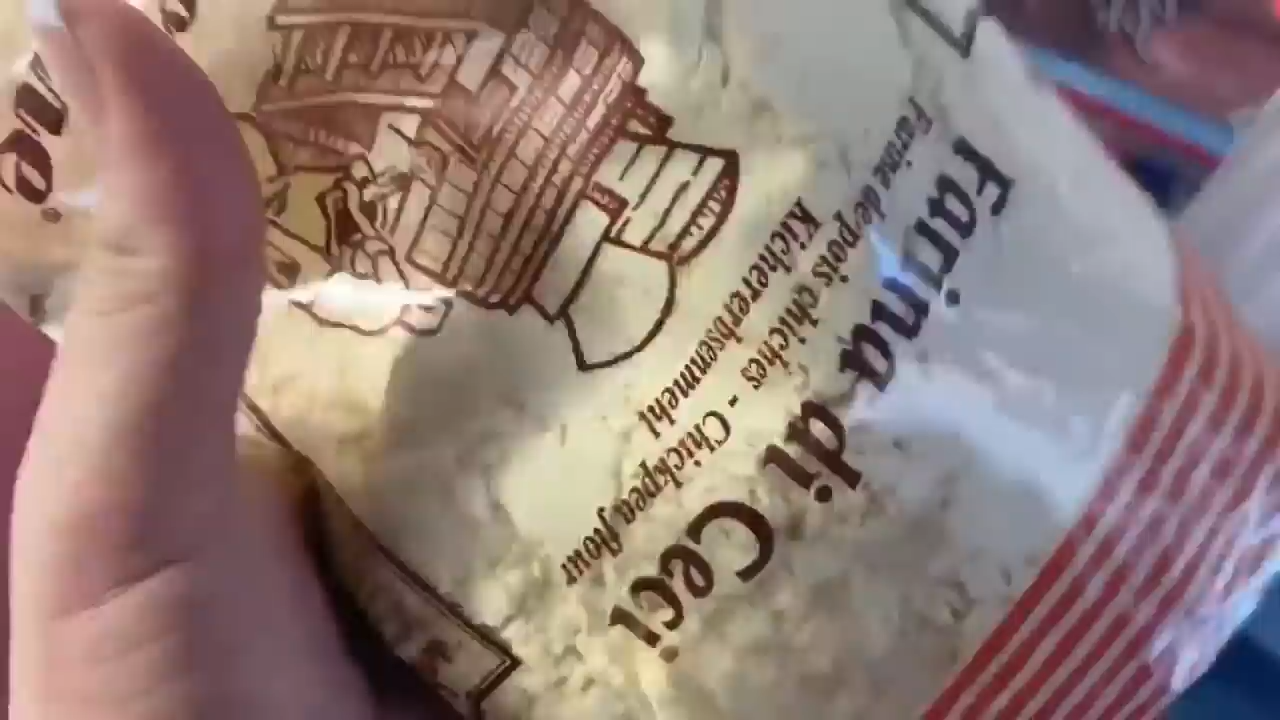 Farina di Ceci
Farine de pois chiches - Chickpea flour
Kichererbsenmehl